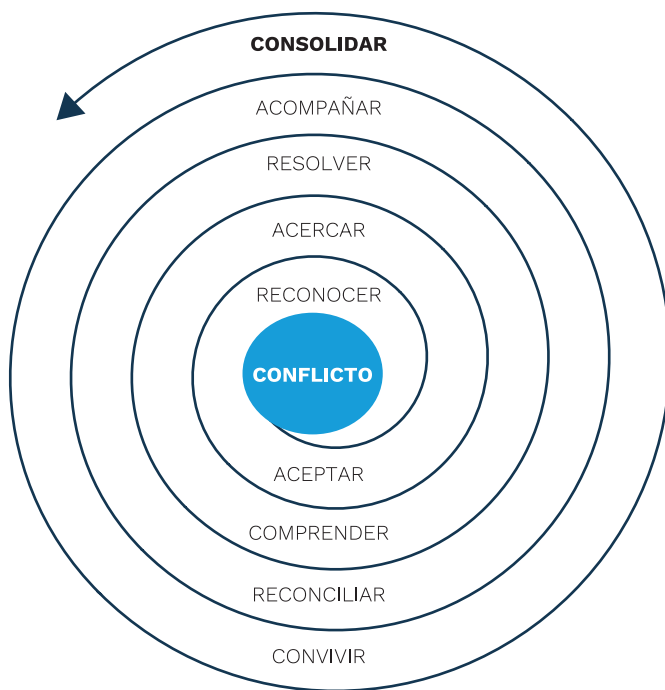 CONSOLIDAR
ACOMPAÑAR
RESOLVER
ACERCAR
RECONOCER
CONFLICTO
ACEPTAR
COMPRENDER
RECONCILIAR
CONVIVIR